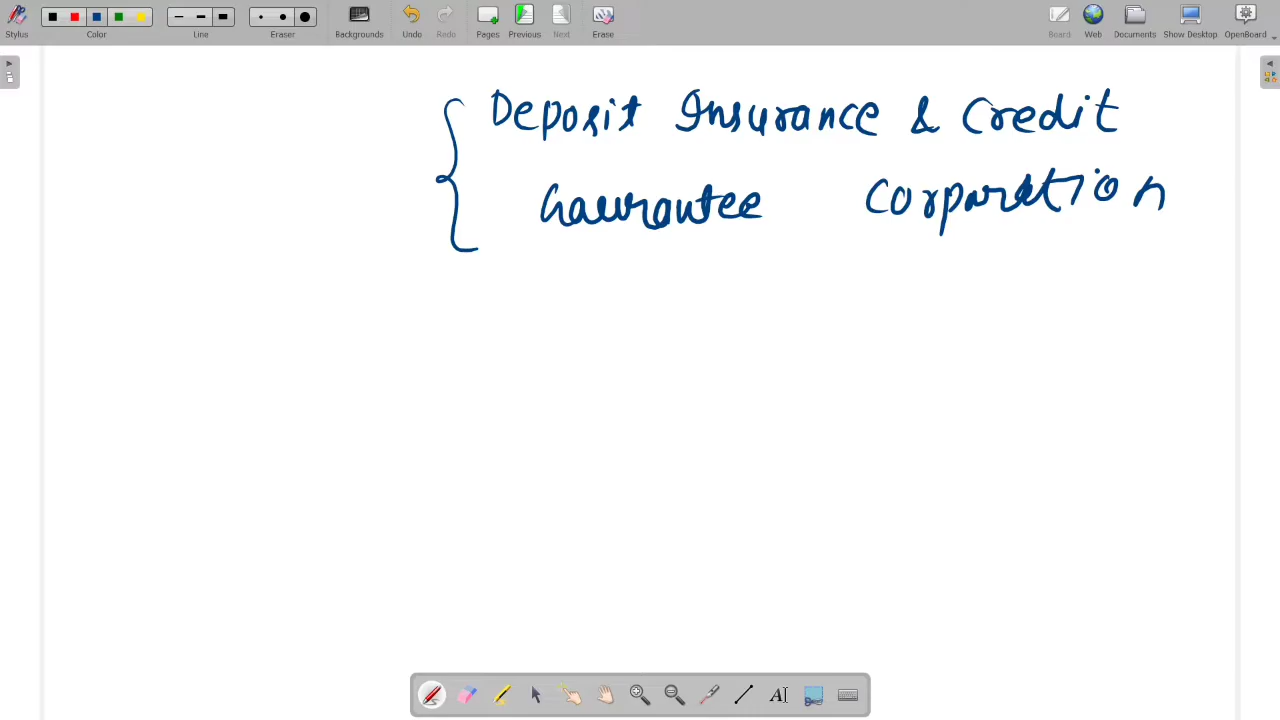 Stylus
Color
Line
Eraser
Backgrounds
Undo
Redo
Pages
Previous
Next
Erase
Board
Web
Documents
Show Desktop
OpenBoard
Deposit Insurance & Credit
Gaurantee Corporation